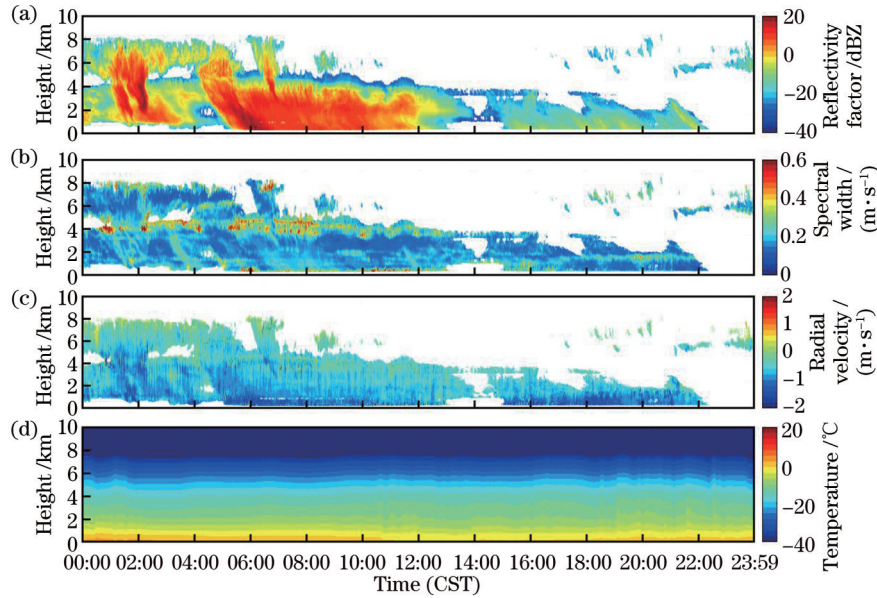 (a)
10
8
6
4
2
0
Height /km
20
0
-20
-40
Reflectivity
factor /dBZ
(b)
10
8
6
4
2
0
Height /km
0.6
0.4
0.2
0
Spectral
width /
(m·s⁻¹)
(c)
10
8
6
4
2
0
Height /km
2
1
0
-1
-2
Radial
velocity /
(m·s⁻¹)
(d)
10
8
6
4
2
0
Height /km
20
0
-20
-40
Temperature /℃
00:00 02:00 04:00 06:00 08:00 10:00 12:00 14:00 16:00 18:00 20:00 22:00 23:59
Time (CST)